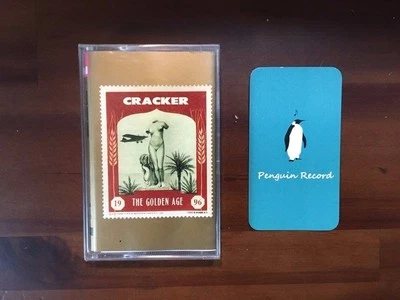 CRACKER
19 THE GOLDEN AGE 96
Penguin Record